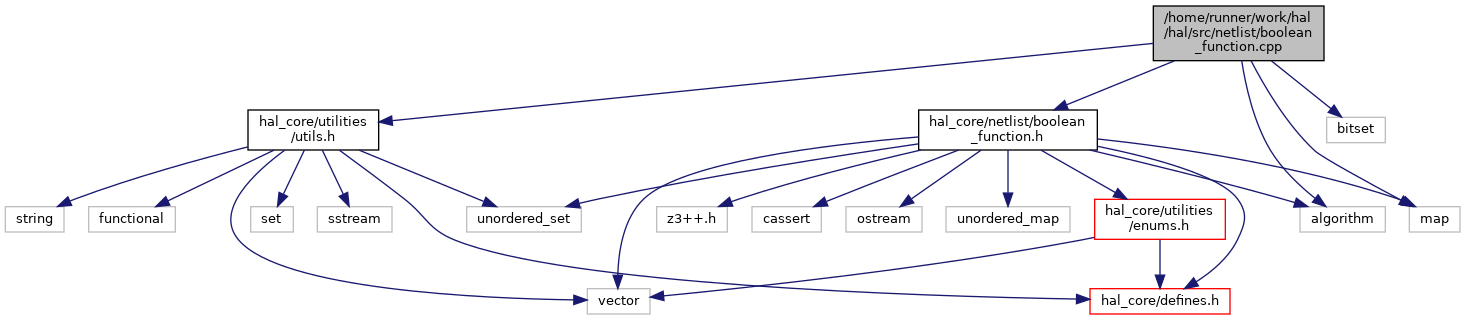 /home/runner/work/hal
/hal/src/netlist/boolean
_function.cpp
hal_core/utilities
/utils.h
hal_core/netlist/boolean
_function.h
bitset
string
functional
set
sstream
unordered_set
z3++.h
cassert
ostream
unordered_map
hal_core/utilities
/enums.h
algorithm
map
vector
hal_core/defines.h